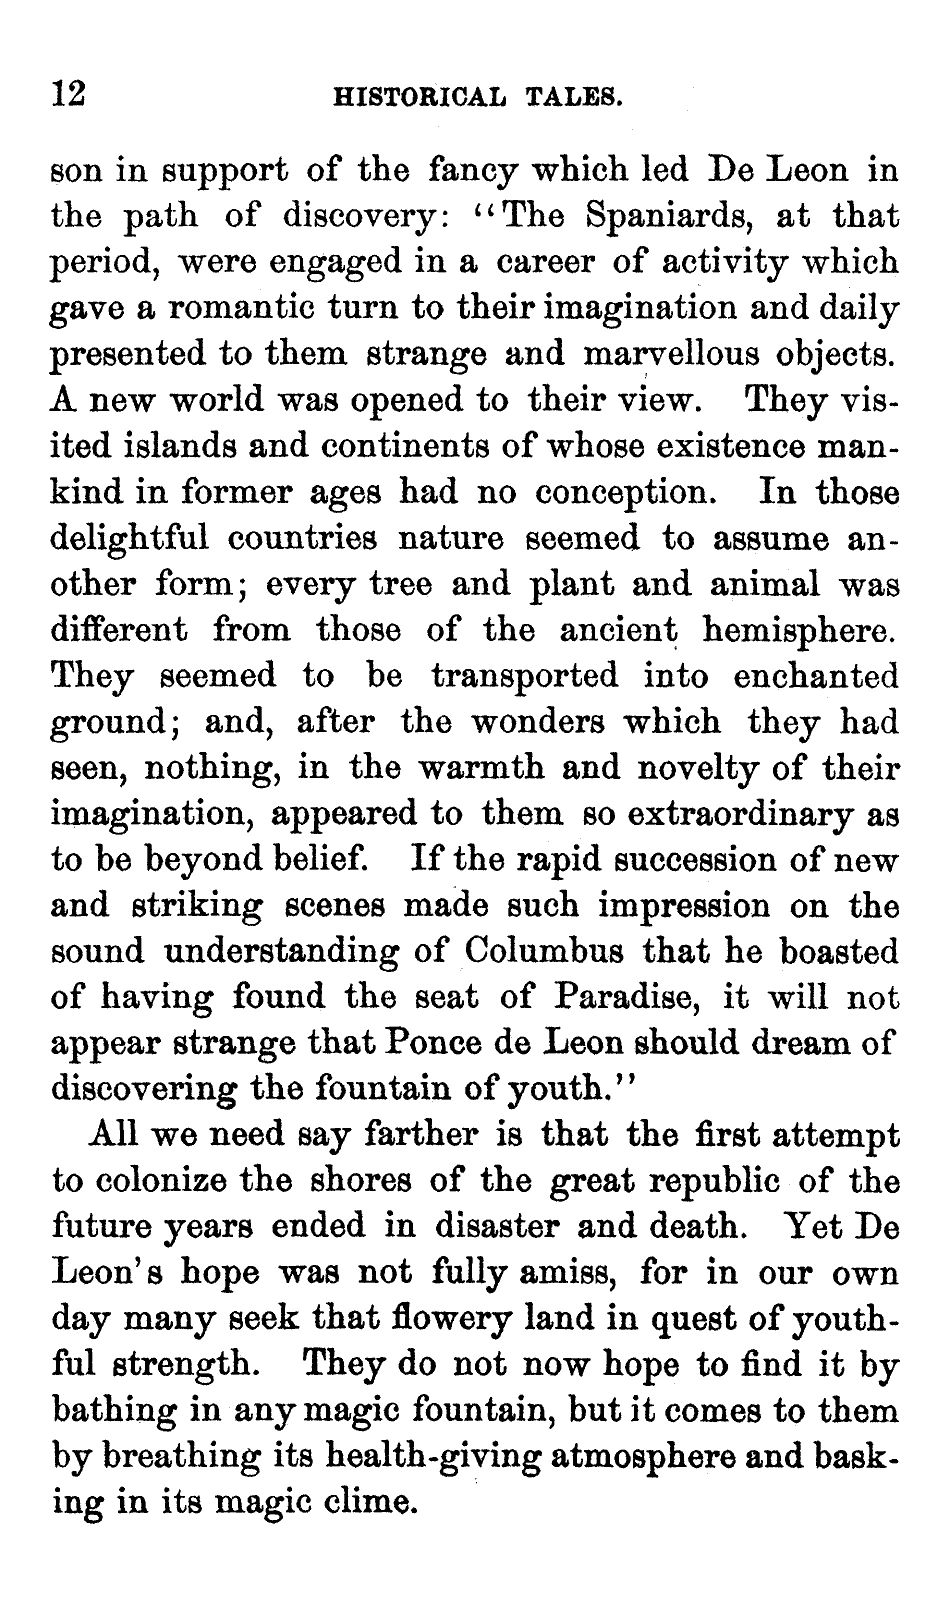 12 HISTORICAL TALES.
son in support of the fancy which led De Leon in
the path of discovery: “The Spaniards, at that
period, were engaged in a career of activity which
gave a romantic turn to their imagination and daily
presented to them strange and marvellous objects.
A new world was opened to their view. They vis-
ited islands and continents of whose existence man-
kind in former ages had no conception. In those
delightful countries nature seemed to assume an-
other form; every tree and plant and animal was
different from those of the ancient hemisphere.
They seemed to be transported into enchanted
ground; and, after the wonders which they had
seen, nothing, in the warmth and novelty of their
imagination, appeared to them so extraordinary as
to be beyond belief. If the rapid succession of new
and striking scenes made such impression on the
sound understanding of Columbus that he boasted
of having found the seat of Paradise, it will not
appear strange that Ponce de Leon should dream of
discovering the fountain of youth.”
All we need say farther is that the first attempt
to colonize the shores of the great republic of the
future years ended in disaster and death. Yet De
Leon's hope was not fully amiss, for in our own
day many seek that flowery land in quest of youth-
ful strength. They do not now hope to find it by
bathing in any magic fountain, but it comes to them
by breathing its health-giving atmosphere and bask-
ing in its magic clime.